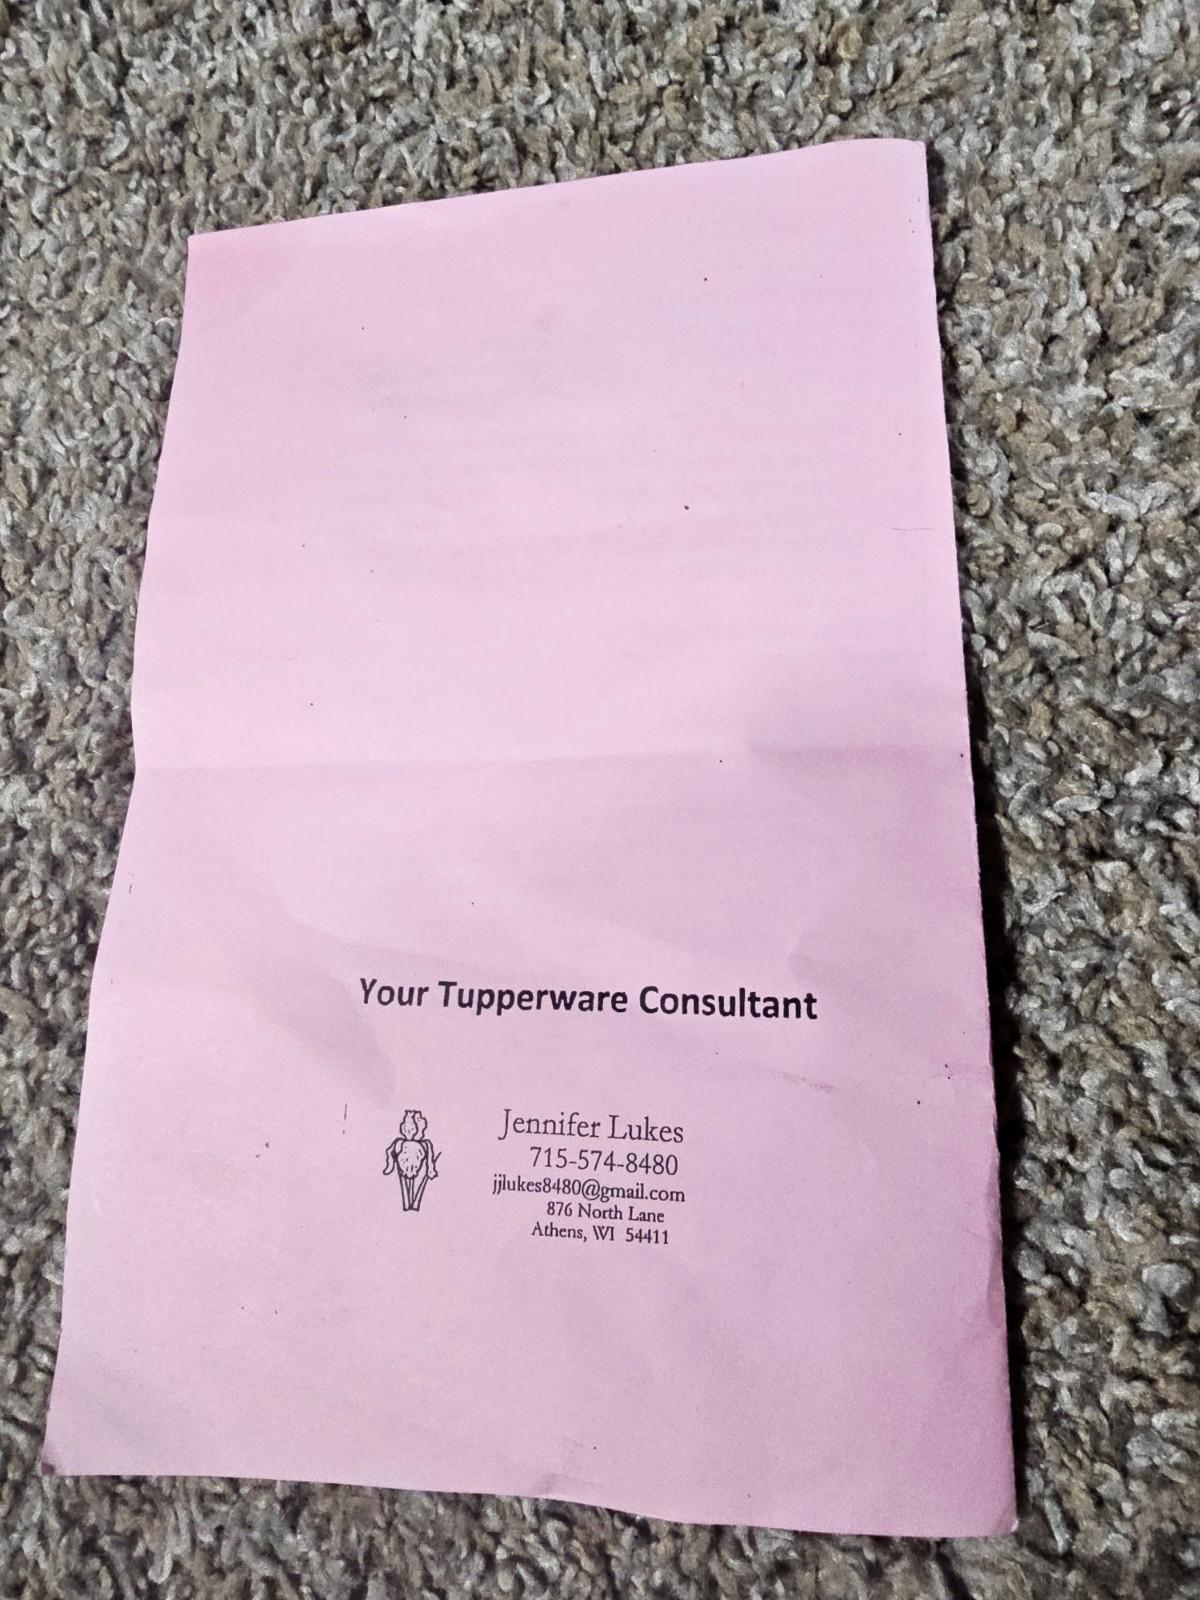 Your Tupperware Consultant
Jennifer Lukes
715-574-8480
jjlukes8480@gmail.com
876 North Lane
Athens, WI  54411